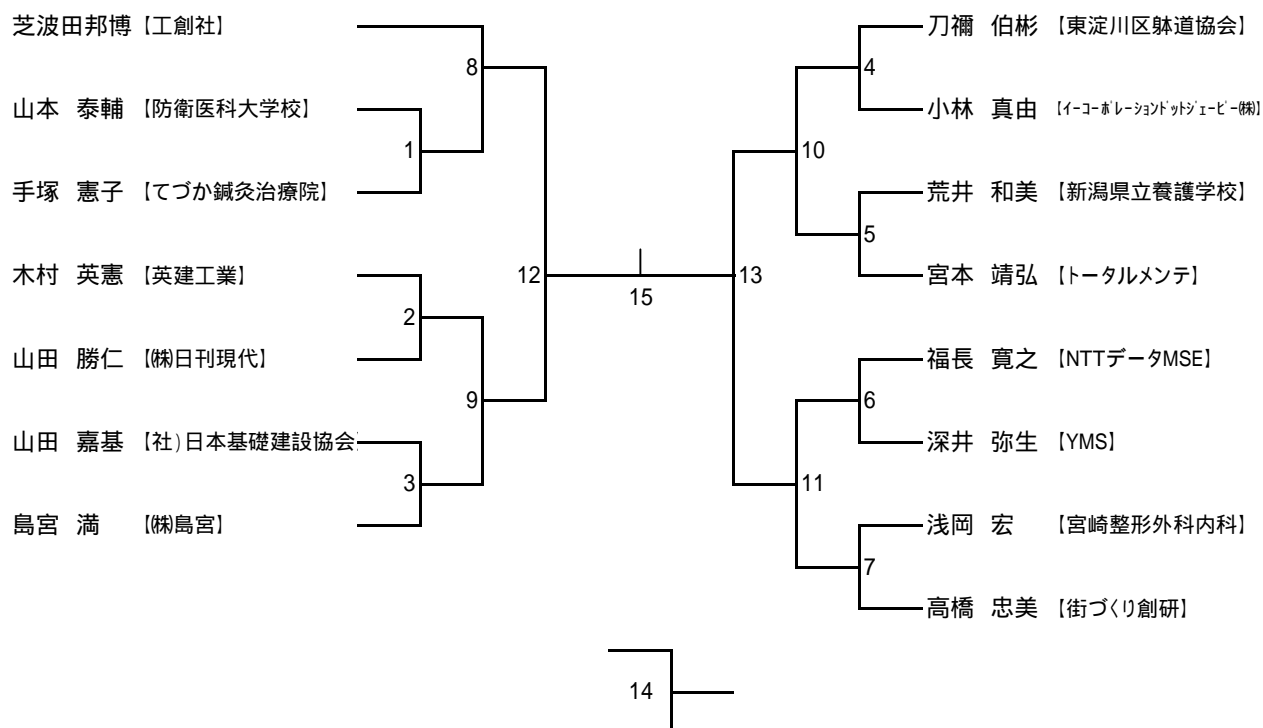 芝波田邦博【工創社】
8
山本 泰輔【防衛医科大学校】
1
手塚 憲子【てづか鍼灸治療院】
木村 英憲【英建工業】
12
2
山田 勝仁【㈱日刊現代】
9
山田 嘉基【社)日本基礎建設協会
3
島宮 満【㈱島宮】
15
刀禰 伯彬【東淀川区躰道協会】
4
小林 真由【ｲｰｺｰﾎﾟﾚｰｼｮﾝﾄﾞｯﾄｼﾞｪｰﾋﾟｰ㈱】
10
荒井 和美【新潟県立養護学校】
5
宮本 靖弘【トータルメンテ】
13
福長 寛之【NTTデータMSE】
6
深井 弥生【YMS】
11
浅岡 宏【宮崎整形外科内科】
7
高橋 忠美【街づくり創研】
14